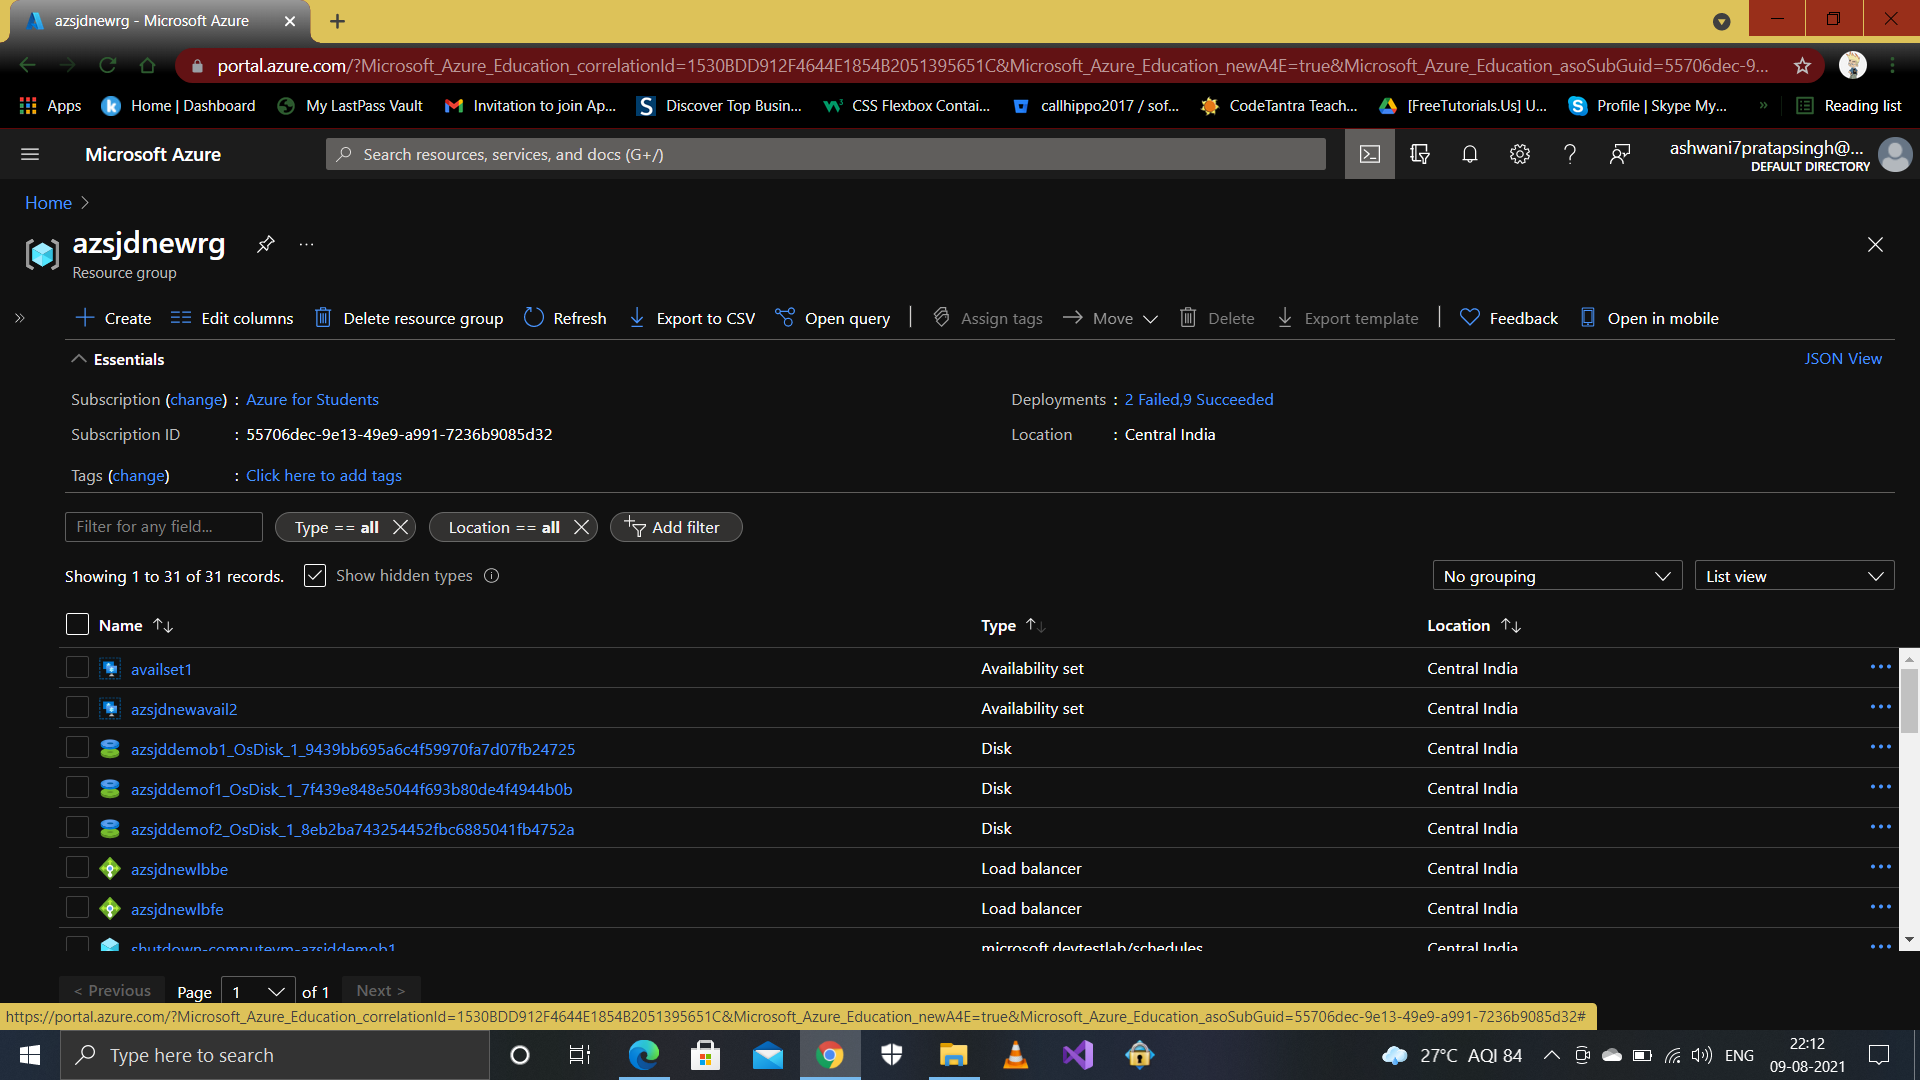 azsjdnewrg - Microsoft Azure
portal.azure.com/?Microsoft_Azure_Education_correlationId=1530BDD912F4644E1854B2051395651C&Microsoft_Azure_Education_newA4E=true&Microsoft_Azure_Education_asoSubGuid=55706dec-9...
Apps Home | Dashboard My LastPass Vault Invitation to join Ap... Discover Top Busin... CSS Flexbox Contai... callhippo2017 / sof... CodeTantra Teach... [FreeTutorials.Us] U... Profile | Skype My... » Reading list
Microsoft Azure Search resources, services, and docs (G+/) ashwani7pratapsingh@...
DEFAULT DIRECTORY
Home >
azsjdnewrg ...
Resource group
» Create Edit columns Delete resource group Refresh Export to CSV Open query Assign tags Move Delete Export template Feedback Open in mobile
Essentials JSON View
Subscription (change) : Azure for Students Deployments : 2 Failed,9 Succeeded
Subscription ID : 55706dec-9e13-49e9-a991-7236b9085d32 Location : Central India
Tags (change) : Click here to add tags
Filter for any field... Type == all Location == all Add filter
Showing 1 to 31 of 31 records. Show hidden types No grouping List view
Name Type Location
availset1 Availability set Central India ...
azsjdnewavail2 Availability set Central India ...
azsjddemob1_OsDisk_1_9439bb695a6c4f59970fa7d07fb24725 Disk Central India ...
azsjddemof1_OsDisk_1_7f439e848e5044f693b80de4f4944b0b Disk Central India ...
azsjddemof2_OsDisk_1_8eb2ba743254452fbc6885041fb4752a Disk Central India ...
azsjdnewlbbe Load balancer Central India ...
azsjdnewlbfe Load balancer Central India ...
shutdown-computevm-azsjddemob1 microsoft.devtestlab/schedules Central India ...
< Previous Page 1 of 1 Next >
https://portal.azure.com/?Microsoft_Azure_Education_correlationId=1530BDD912F4644E1854B2051395651C&Microsoft_Azure_Education_newA4E=true&Microsoft_Azure_Education_asoSubGuid=55706dec-9e13-49e9-a991-7236b9085d32#
Type here to search 27°C AQI 84 ENG 22:12
09-08-2021